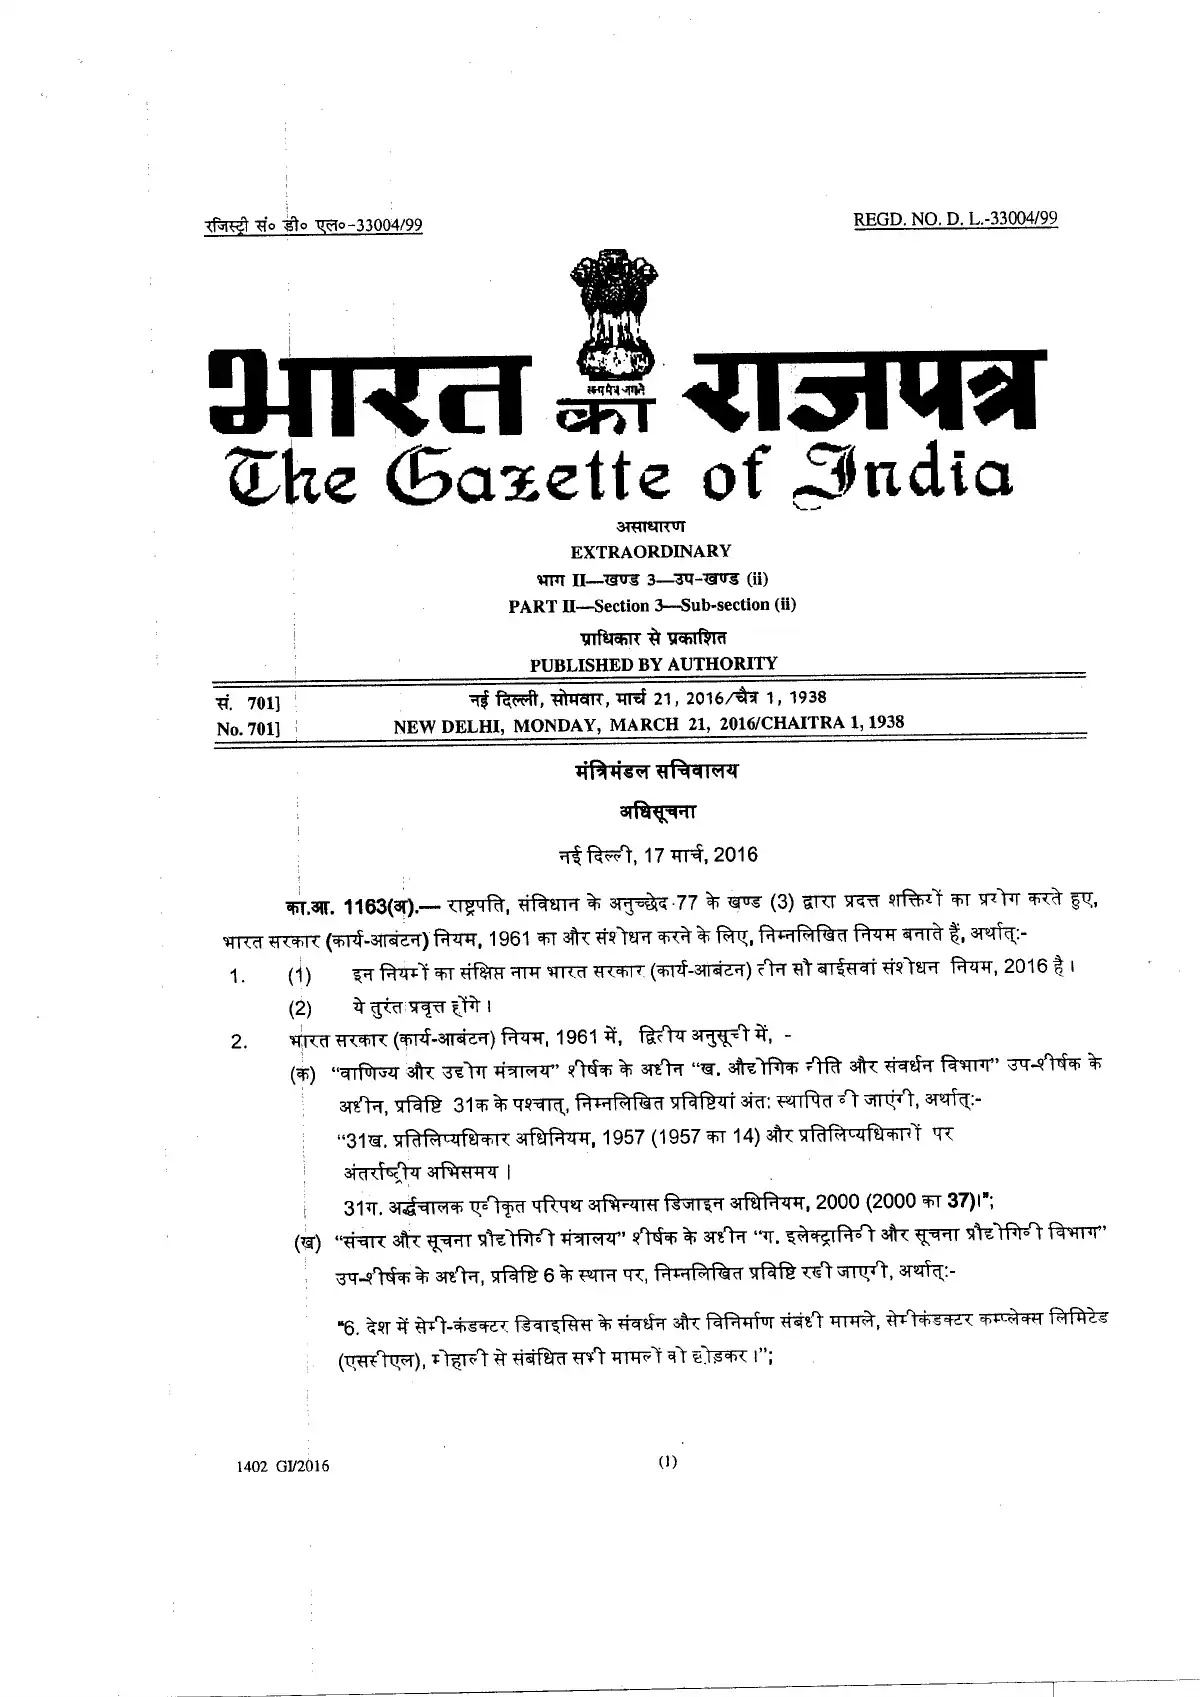 रजिस्ट्री सं० डी० एल०-33004/99
REGD. NO. D. L.-33004/99
सत्यमेव जयते
भारत का राजपत्र
The Gazette of India
असाधारण
EXTRAORDINARY
भाग II—खण्ड 3—उप-खण्ड (ii)
PART II—Section 3—Sub-section (ii)
प्राधिकार से प्रकाशित
PUBLISHED BY AUTHORITY
सं. 701] नई दिल्ली, सोमवार, मार्च 21, 2016/चैत्र 1, 1938
No. 701] NEW DELHI, MONDAY, MARCH 21, 2016/CHAITRA 1, 1938
मंत्रिमंडल सचिवालय
अधिसूचना
नई दिल्ली, 17 मार्च, 2016
का.आ. 1163(अ).— राष्ट्रपति, संविधान के अनुच्छेद 77 के खण्ड (3) द्वारा प्रदत्त शक्तियों का प्रयोग करते हुए,
भारत सरकार (कार्य-आबंटन) नियम, 1961 का और संशोधन करने के लिए, निम्नलिखित नियम बनाते हैं, अर्थात्:-
1. (1) इन नियमों का संक्षिप्त नाम भारत सरकार (कार्य-आबंटन) तीन सौ बाईसवां संशोधन नियम, 2016 है।
(2) ये तुरंत प्रवृत्त होंगे।
2. भारत सरकार (कार्य-आबंटन) नियम, 1961 में, द्वितीय अनुसूची में, -
(क) “वाणिज्य और उद्योग मंत्रालय” शीर्षक के अधीन “ख. औद्योगिक नीति और संवर्धन विभाग” उप-शीर्षक के
अधीन, प्रविष्टि 31क के पश्चात्, निम्नलिखित प्रविष्टियां अंत: स्थापित की जाएंगी, अर्थात्:-
“31ख. प्रतिलिप्यधिकार अधिनियम, 1957 (1957 का 14) और प्रतिलिप्यधिकारों पर
अंतर्राष्ट्रीय अभिसमय।
31ग. अर्द्धचालक एकीकृत परिपथ अभिन्यास डिजाइन अधिनियम, 2000 (2000 का 37)।”;
(ख) “संचार और सूचना प्रौद्योगिकी मंत्रालय” शीर्षक के अधीन “ग. इलेक्ट्रानिकी और सूचना प्रौद्योगिकी विभाग”
उप-शीर्षक के अधीन, प्रविष्टि 6 के स्थान पर, निम्नलिखित प्रविष्टि रखी जाएगी, अर्थात्:-
“6. देश में सेमी-कंडक्टर डिवाइसिस के संवर्धन और विनिर्माण संबंधी मामले, सेमीकंडक्टर कम्प्लेक्स लिमिटेड
(एससीएल), मोहाली से संबंधित सभी मामलों को छोड़कर।”;
1402 GI/2016
(1)